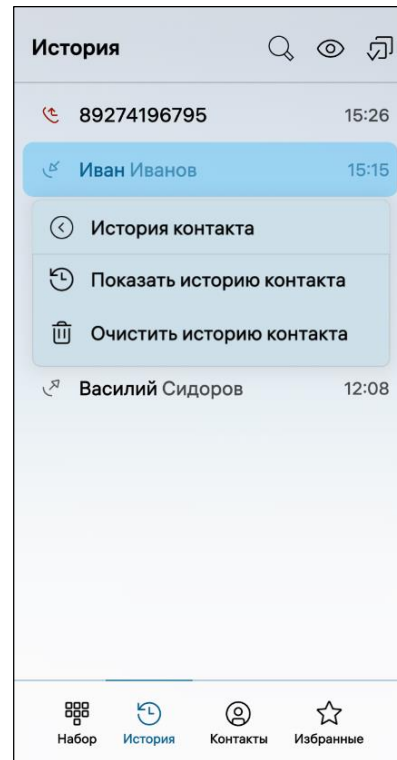 История
89274196795 15:26
Иван Иванов 15:15
История контакта
Показать историю контакта
Очистить историю контакта
Василий Сидоров 12:08
Набор История Контакты Избранные